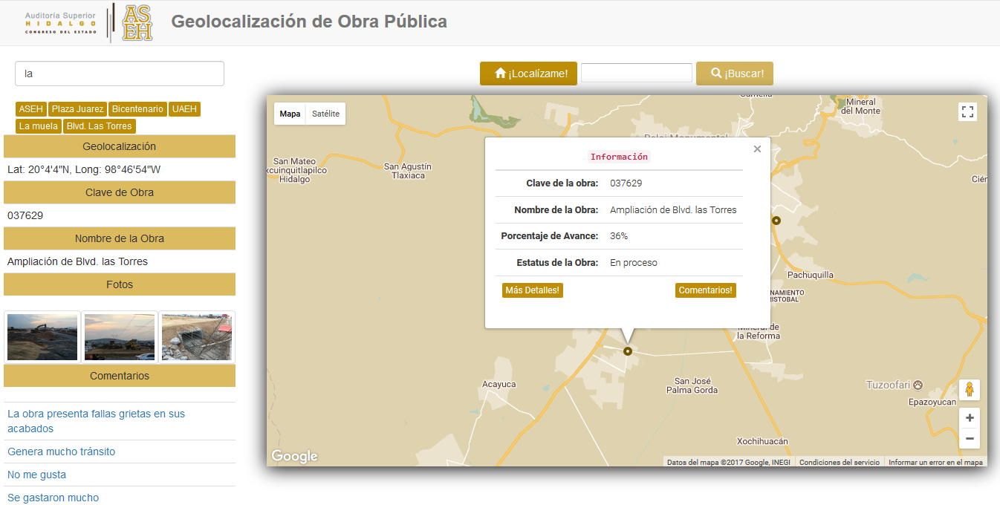 Auditoría Superior
HIDALGO
CONGRESO DEL ESTADO
ASEH
Geolocalización de Obra Pública
la
¡Localízame!
¡Buscar!
ASEH Plaza Juarez Bicentenario UAEH
La muela Blvd. Las Torres
Geolocalización
Lat: 20°4'4"N, Long: 98°46'54"W
Clave de Obra
037629
Nombre de la Obra
Ampliación de Blvd. las Torres
Fotos
Comentarios
La obra presenta fallas grietas en sus
acabados
Genera mucho tránsito
No me gusta
Se gastaron mucho
Mapa Satélite
Mineral
del Monte
San Mateo
Hidalgo
San Agustín
Tlaxiaca
Información
Clave de la obra: 037629
Nombre de la Obra: Ampliación de Blvd. las Torres
Porcentaje de Avance: 36%
Estatus de la Obra: En proceso
Más Detalles! Comentarios!
Pachuquilla
Mineral de
la Reforma
Acayuca
San José
Palma Gorda
Tuzoofari
Epazoyucan
Xochihuacán
Google
Datos del mapa ©2017 Google, INEGI
Condiciones del servicio
Informar un error en el mapa